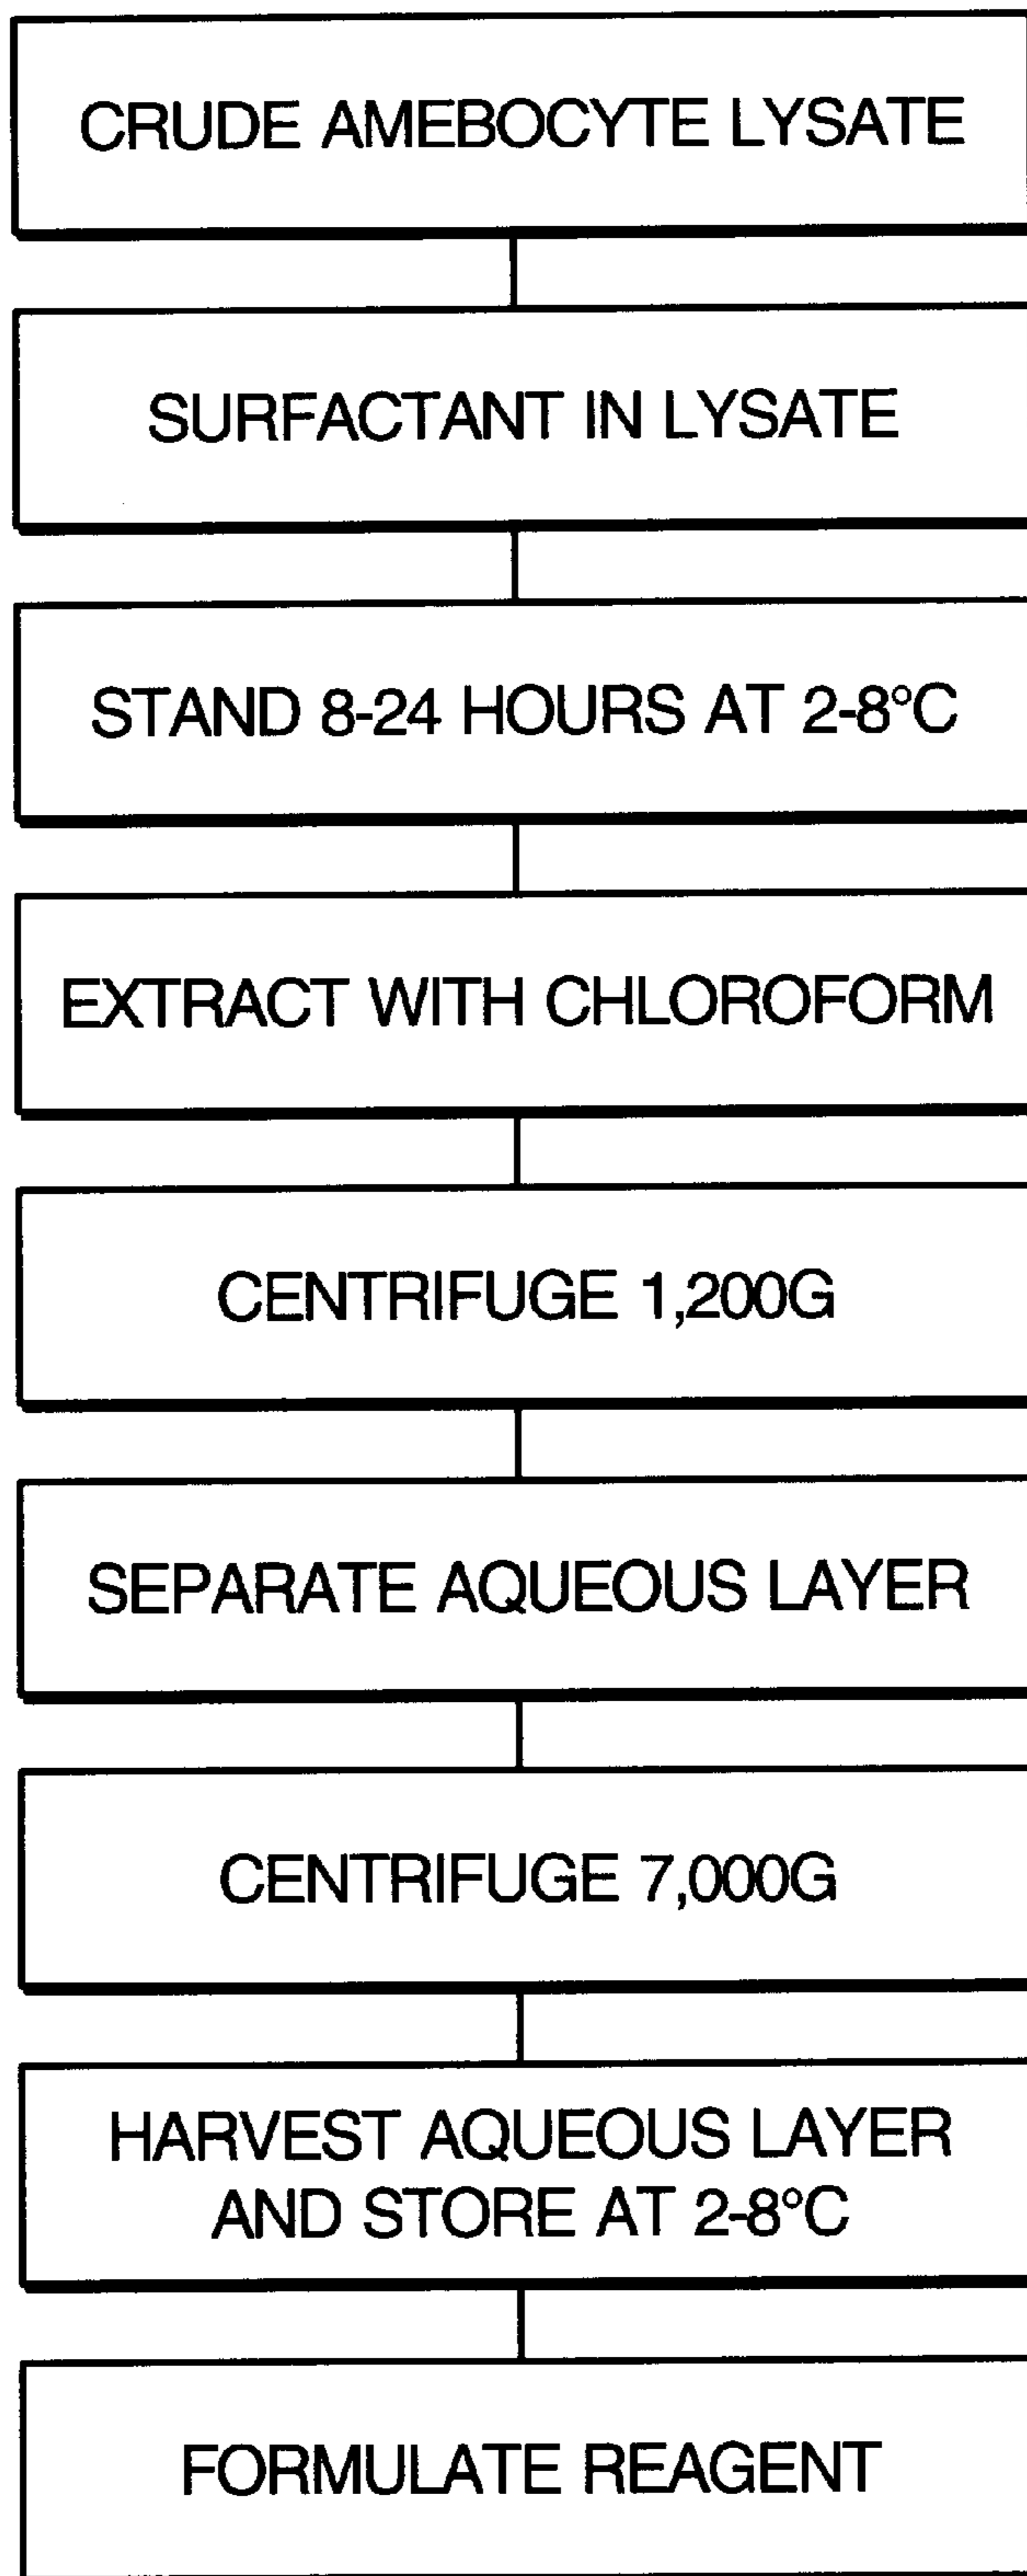 CRUDE AMEBOCYTE LYSATE
SURFACTANT IN LYSATE
STAND 8-24 HOURS AT 2-8°C
EXTRACT WITH CHLOROFORM
CENTRIFUGE 1,200G
SEPARATE AQUEOUS LAYER
CENTRIFUGE 7,000G
HARVEST AQUEOUS LAYER
AND STORE AT 2-8°C
FORMULATE REAGENT